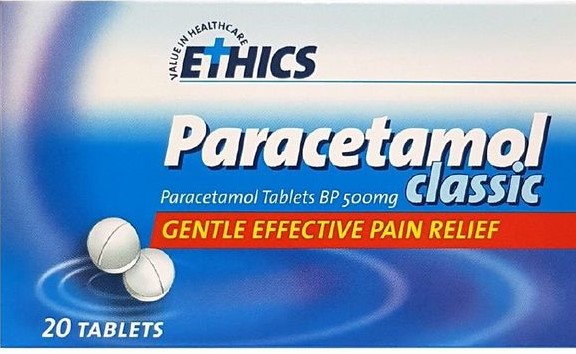 VALUE IN HEALTHCARE
ETHICS
Paracetamol
classic
Paracetamol Tablets BP 500mg
GENTLE EFFECTIVE PAIN RELIEF
20 TABLETS